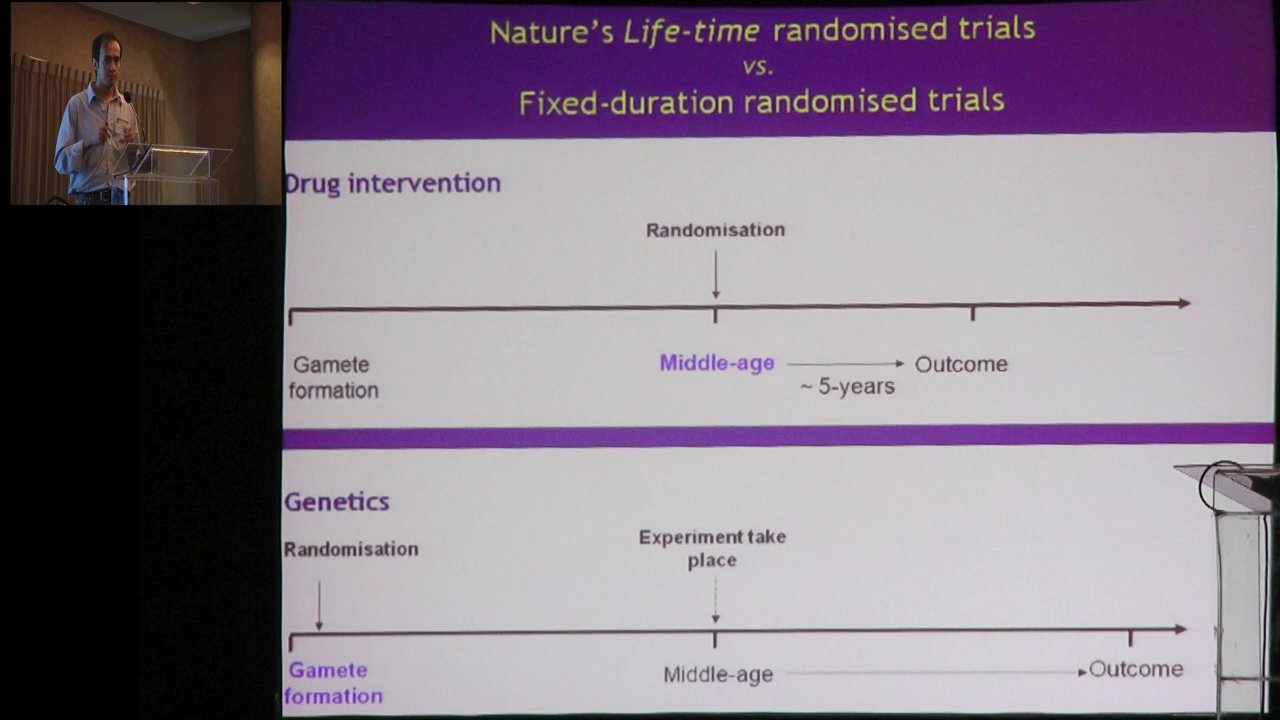 Nature's Life-time randomised trials
vs.
Fixed-duration randomised trials
Drug intervention
Randomisation
Gamete
formation
Middle-age
Outcome
~ 5-years
Genetics
Randomisation
Experiment take
place
Gamete
formation
Middle-age
Outcome